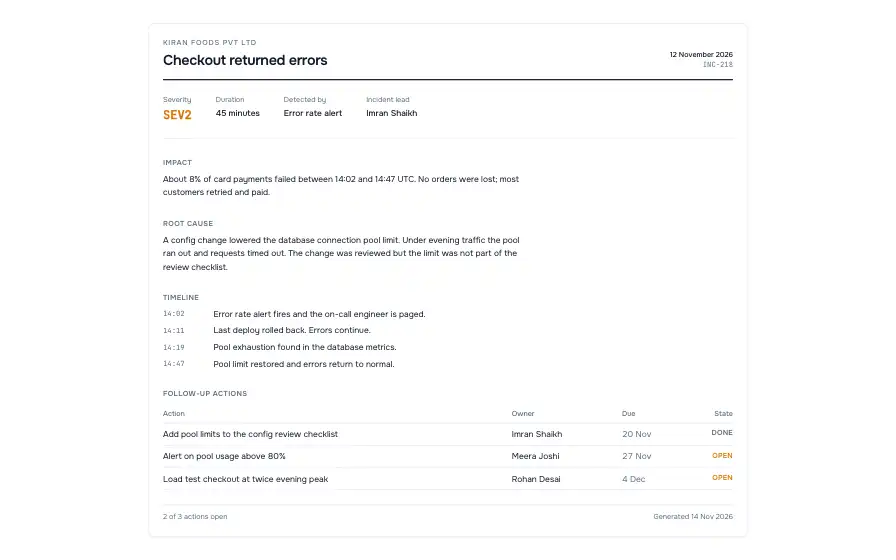 KIRAN FOODS PVT LTD
Checkout returned errors
12 November 2026
INC-218
Severity Duration Detected by Incident lead
SEV2 45 minutes Error rate alert Imran Shaikh
IMPACT
About 8% of card payments failed between 14:02 and 14:47 UTC. No orders were lost; most
customers retried and paid.
ROOT CAUSE
A config change lowered the database connection pool limit. Under evening traffic the pool
ran out and requests timed out. The change was reviewed but the limit was not part of the
review checklist.
TIMELINE
14:02 Error rate alert fires and the on-call engineer is paged.
14:11 Last deploy rolled back. Errors continue.
14:19 Pool exhaustion found in the database metrics.
14:47 Pool limit restored and errors return to normal.
FOLLOW-UP ACTIONS
Action Owner Due State
Add pool limits to the config review checklist Imran Shaikh 20 Nov DONE
Alert on pool usage above 80% Meera Joshi 27 Nov OPEN
Load test checkout at twice evening peak Rohan Desai 4 Dec OPEN
2 of 3 actions open Generated 14 Nov 2026